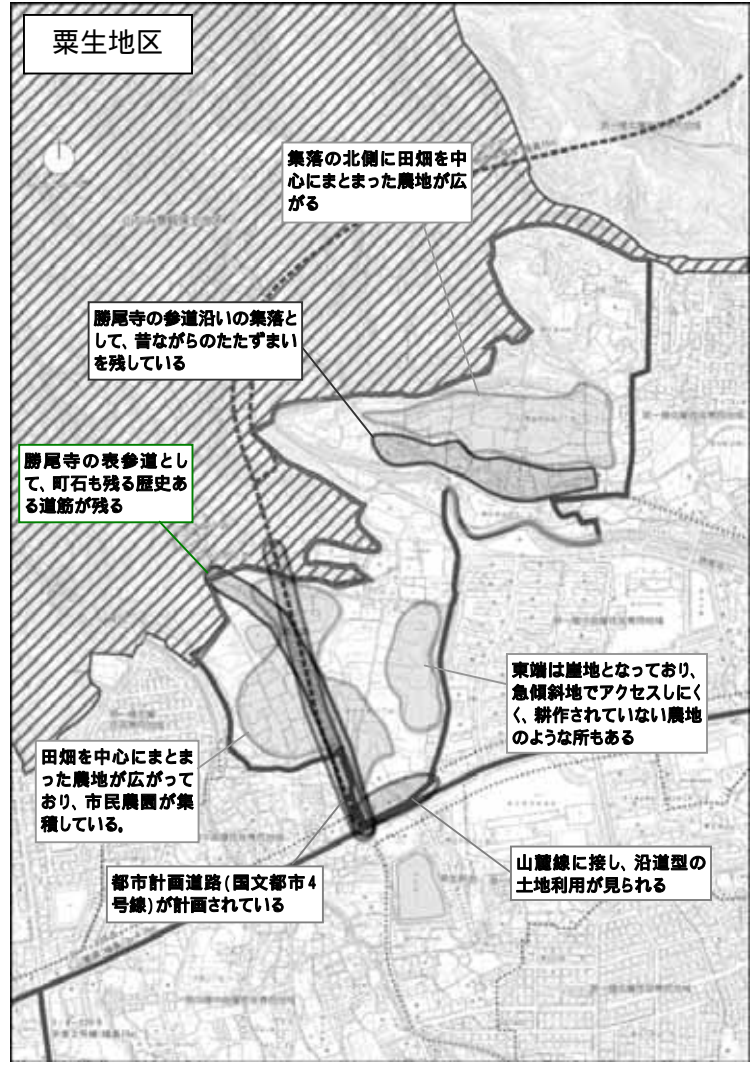 粟生地区
集落の北側に田畑を中
心にまとまった農地が広
がる
勝尾寺の参道沿いの集落と
して、昔ながらのたたずまい
を残している
勝尾寺の表参道とし
て、町石も残る歴史あ
る道筋が残る
東端は崖地となっており、
急傾斜地でアクセスしにく
く、耕作されていない農地
のような所もある
田畑を中心にまとま
った農地が広がって
おり、市民農園が集
積している。
山麓線に接し、沿道型の
土地利用が見られる
都市計画道路(国文都市4
号線)が計画されている